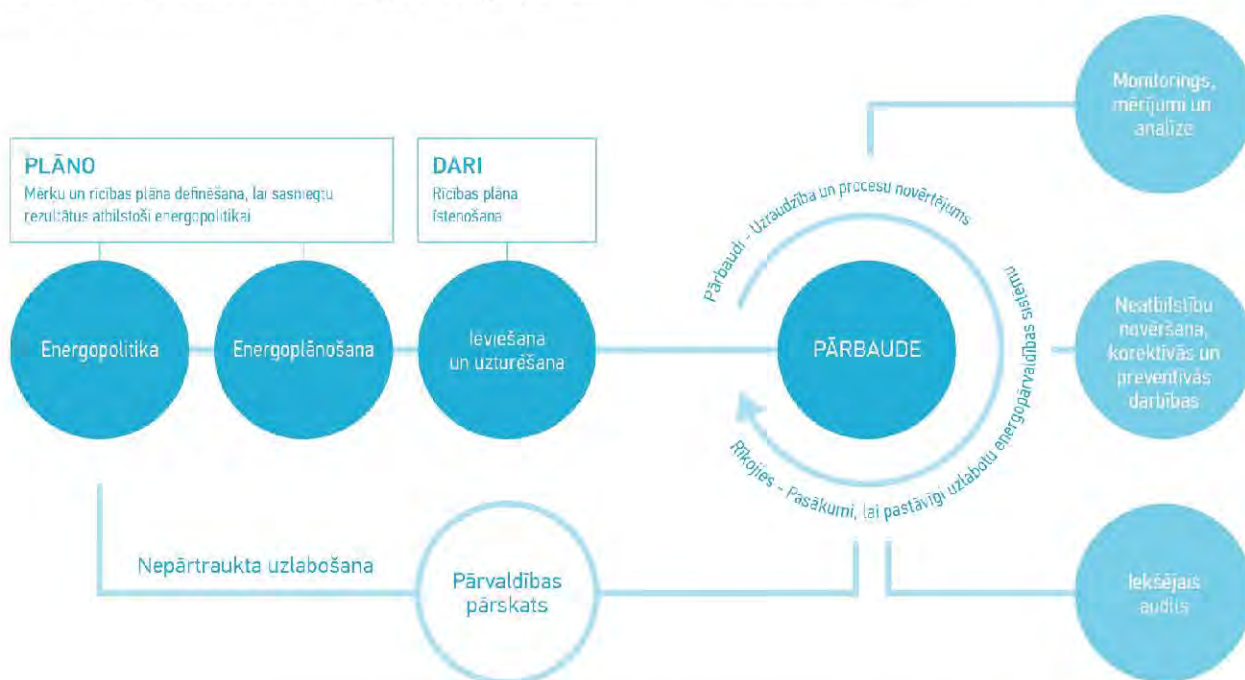 PLĀNO
Mērķu un rīcības plāna definēšana, lai sasniegtu
rezultātus atbilstoši energopolitikai
DARI
Rīcības plāna
īstenošana
Energopolitika
Energoplānošana
Ieviešana
un uzturēšana
Pārbaudi - Uzraudzība un procesu novērtējums
PĀRBAUDE
Rīkojies - Pasākumi, lai pastāvīgi uzlabotu energopārvaldības sistēmu
Monitorings,
mērījumi un
analīze
Neatbilstību
novēršana,
korektīvās un
preventīvās
darbības
Iekšējais
audits
Nepārtraukta uzlabošana
Pārvaldības
pārskats